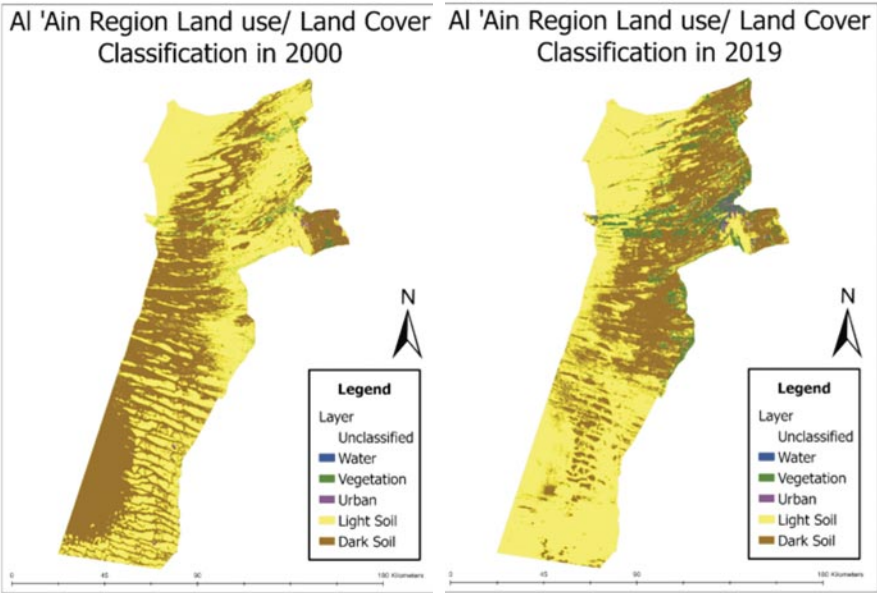 Al 'Ain Region Land use/ Land Cover
Classification in 2000
N
Legend
Layer
Unclassified
Water
Vegetation
Urban
Light Soil
Dark Soil
0 45 90 180 Kilometers
Al 'Ain Region Land use/ Land Cover
Classification in 2019
N
Legend
Layer
Unclassified
Water
Vegetation
Urban
Light Soil
Dark Soil
0 45 90 180 Kilometers